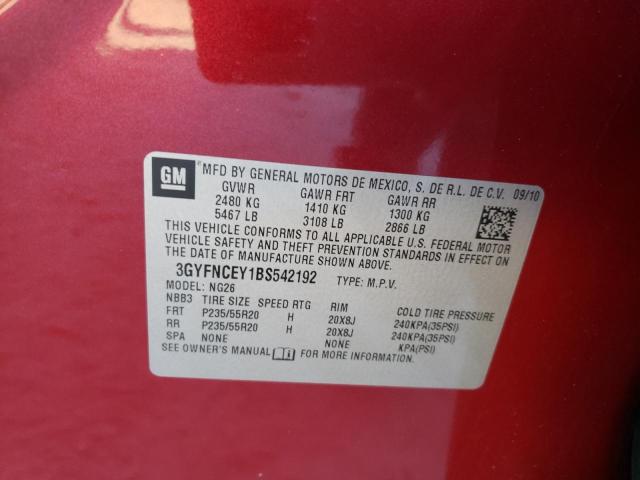 GM
MFD BY GENERAL MOTORS DE MEXICO, S. DE R.L. DE C.V. 09/10
GVWR GAWR FRT GAWR RR
2480 KG 1410 KG 1300 KG
5467 LB 3108 LB 2866 LB
THIS VEHICLE CONFORMS TO ALL APPLICABLE U.S. FEDERAL MOTOR
VEHICLE SAFETY AND THEFT PREVENTION STANDARDS IN EFFECT ON
THE DATE OF MANUFACTURE SHOWN ABOVE.
3GYFNCEY1BS542192 TYPE: M.P.V.
MODEL: NG26
NBB3 TIRE SIZE SPEED RTG RIM COLD TIRE PRESSURE
FRT P235/55R20 H 20X8J 240KPA(35PSI)
RR P235/55R20 H 20X8J 240KPA(35PSI)
SPA NONE NONE KPA(PSI)
SEE OWNER'S MANUAL FOR MORE INFORMATION.